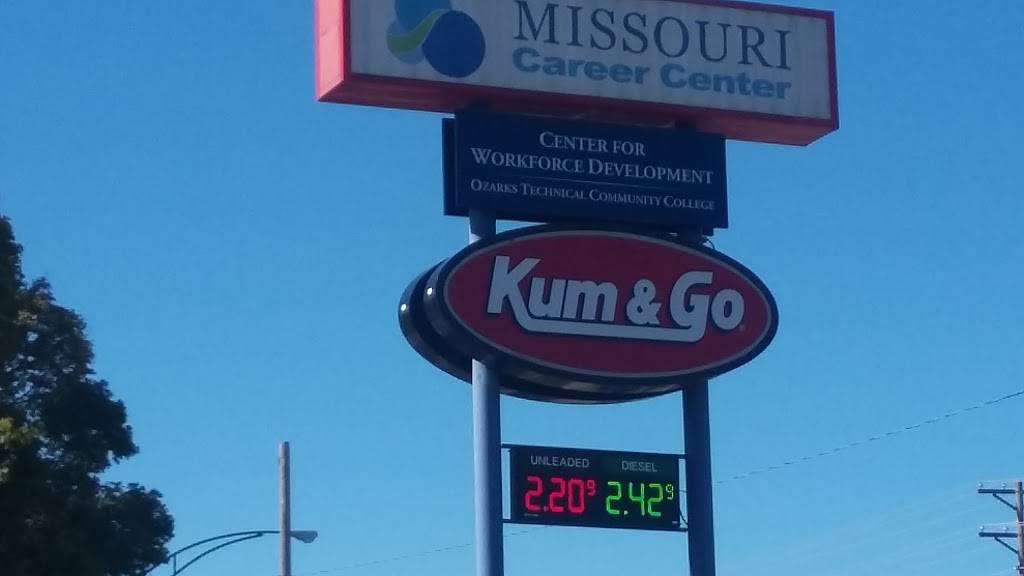 MISSOURI
Career Center
CENTER FOR
WORKFORCE DEVELOPMENT
OZARKS TECHNICAL COMMUNITY COLLEGE
Kum & Go
UNLEADED DIESEL
2.20⁹ 2.42⁹